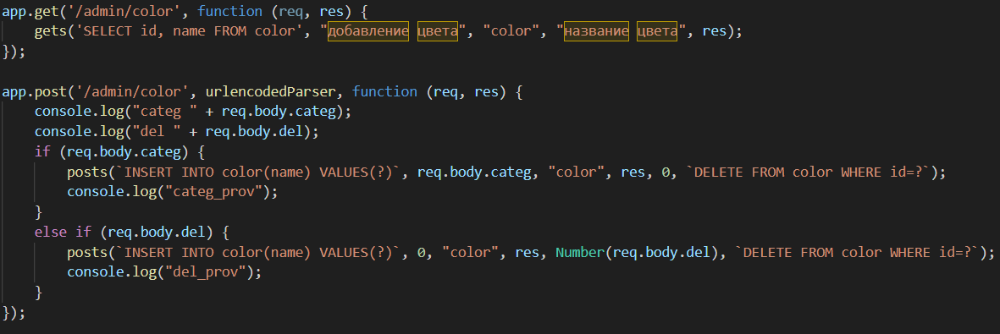 app.get('/admin/color', function (req, res) {
    gets('SELECT id, name FROM color', "добавление цвета", "color", "название цвета", res);
});

app.post('/admin/color', urlencodedParser, function (req, res) {
    console.log("categ " + req.body.categ);
    console.log("del " + req.body.del);
    if (req.body.categ) {
        posts(`INSERT INTO color(name) VALUES(?)`, req.body.categ, "color", res, 0, `DELETE FROM color WHERE id=?`);
        console.log("categ_prov");
    }
    else if (req.body.del) {
        posts(`INSERT INTO color(name) VALUES(?)`, 0, "color", res, Number(req.body.del), `DELETE FROM color WHERE id=?`);
        console.log("del_prov");
    }
});